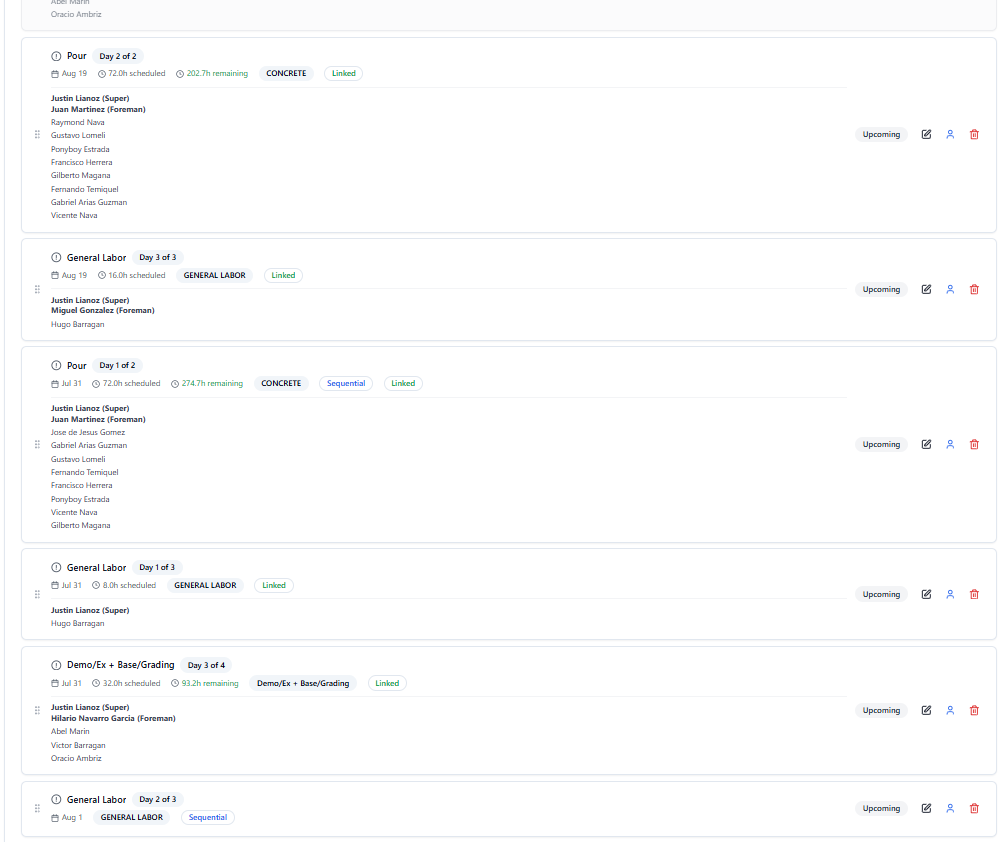 Abel Marin
Oracio Ambriz
Pour Day 2 of 2
Aug 19 72.0h scheduled 202.7h remaining CONCRETE Linked
Justin Lianoz (Super)
Juan Martinez (Foreman)
Raymond Nava
Gustavo Lomeli
Ponyboy Estrada
Francisco Herrera
Gilberto Magana
Fernando Temiquel
Gabriel Arias Guzman
Vicente Nava
Upcoming
General Labor Day 3 of 3
Aug 19 16.0h scheduled GENERAL LABOR Linked
Justin Lianoz (Super)
Miguel Gonzalez (Foreman)
Hugo Barragan
Upcoming
Pour Day 1 of 2
Jul 31 72.0h scheduled 274.7h remaining CONCRETE Sequential Linked
Justin Lianoz (Super)
Juan Martinez (Foreman)
Jose de Jesus Gomez
Gabriel Arias Guzman
Gustavo Lomeli
Fernando Temiquel
Francisco Herrera
Ponyboy Estrada
Vicente Nava
Gilberto Magana
Upcoming
General Labor Day 1 of 3
Jul 31 8.0h scheduled GENERAL LABOR Linked
Justin Lianoz (Super)
Hugo Barragan
Upcoming
Demo/Ex + Base/Grading Day 3 of 4
Jul 31 32.0h scheduled 93.2h remaining Demo/Ex + Base/Grading Linked
Justin Lianoz (Super)
Hilario Navarro Garcia (Foreman)
Abel Marin
Victor Barragan
Oracio Ambriz
Upcoming
General Labor Day 2 of 3
Aug 1 GENERAL LABOR Sequential
Upcoming